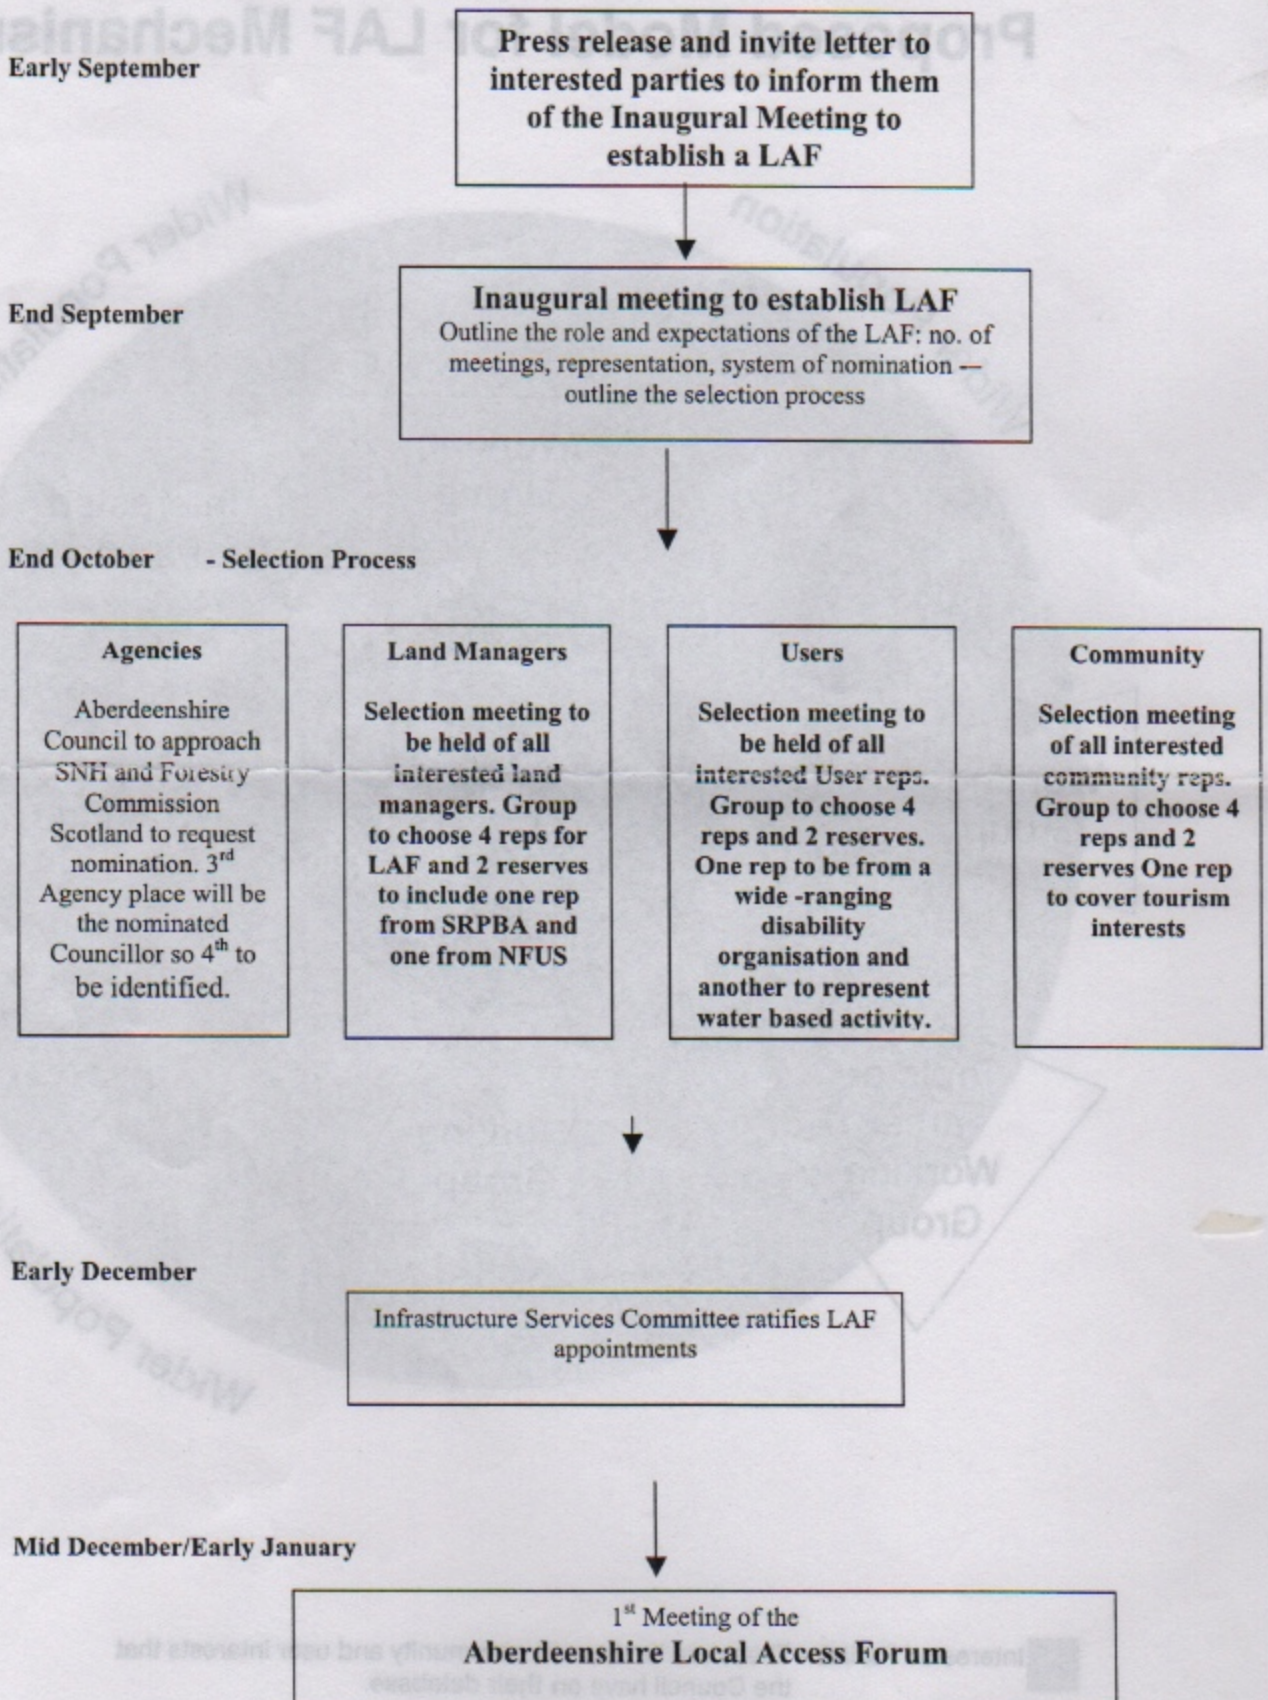 Early September
Press release and invite letter to
interested parties to inform them
of the Inaugural Meeting to
establish a LAF
End September
Inaugural meeting to establish LAF
Outline the role and expectations of the LAF: no. of
meetings, representation, system of nomination —
outline the selection process
End October - Selection Process
Agencies
Aberdeenshire
Council to approach
SNH and Forestry
Commission
Scotland to request
nomination. 3rd
Agency place will be
the nominated
Councillor so 4th to
be identified.
Land Managers
Selection meeting to
be held of all
interested land
managers. Group
to choose 4 reps for
LAF and 2 reserves
to include one rep
from SRPBA and
one from NFUS
Users
Selection meeting to
be held of all
interested User reps.
Group to choose 4
reps and 2 reserves.
One rep to be from a
wide -ranging
disability
organisation and
another to represent
water based activity.
Community
Selection meeting
of all interested
community reps.
Group to choose 4
reps and 2
reserves One rep
to cover tourism
interests
Early December
Infrastructure Services Committee ratifies LAF
appointments
Mid December/Early January
1st Meeting of the
Aberdeenshire Local Access Forum